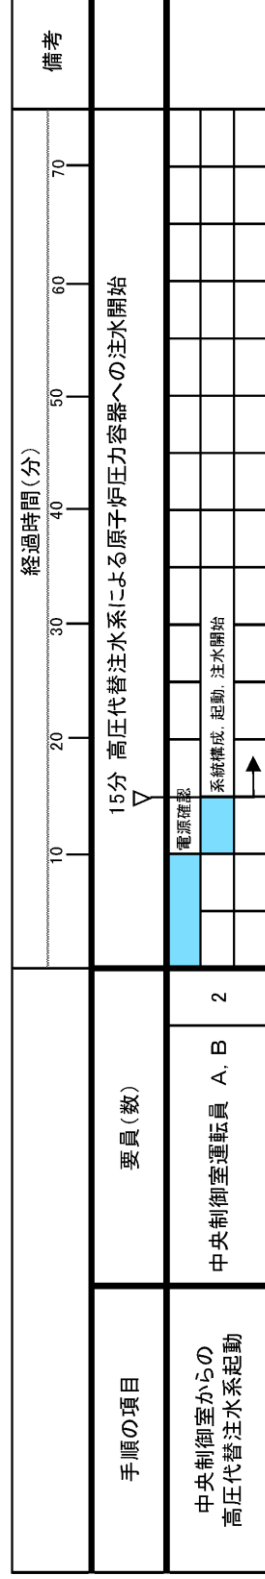 経過時間(分)
備考
10 20 30 40 50 60 70
手順の項目
要員(数)
15分 高圧代替注水系による原子炉圧力容器への注水開始
中央制御室からの
高圧代替注水系起動
中央制御室運転員 A, B
2
電源確認
系統構成, 起動, 注水開始